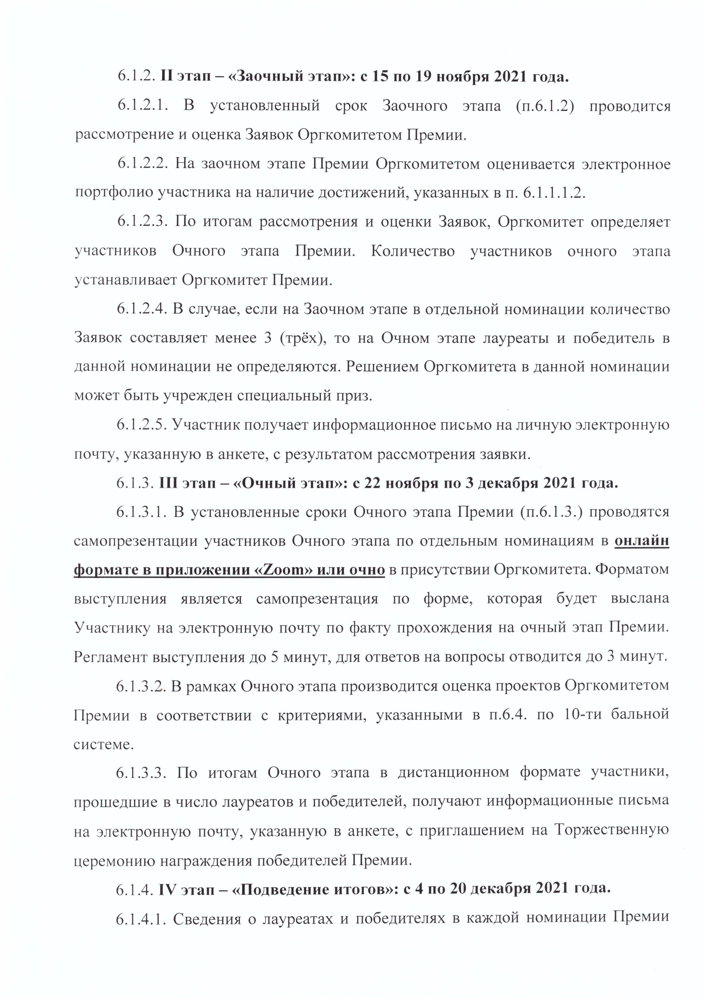 6.1.2. II этап – «Заочный этап»: с 15 по 19 ноября 2021 года.
6.1.2.1. В установленный срок Заочного этапа (п.6.1.2) проводится
рассмотрение и оценка Заявок Оргкомитетом Премии.
6.1.2.2. На заочном этапе Премии Оргкомитетом оценивается электронное
портфолио участника на наличие достижений, указанных в п. 6.1.1.1.2.
6.1.2.3. По итогам рассмотрения и оценки Заявок, Оргкомитет определяет
участников Очного этапа Премии. Количество участников очного этапа
устанавливает Оргкомитет Премии.
6.1.2.4. В случае, если на Заочном этапе в отдельной номинации количество
Заявок составляет менее 3 (трёх), то на Очном этапе лауреаты и победитель в
данной номинации не определяются. Решением Оргкомитета в данной номинации
может быть учрежден специальный приз.
6.1.2.5. Участник получает информационное письмо на личную электронную
почту, указанную в анкете, с результатом рассмотрения заявки.
6.1.3. III этап – «Очный этап»: с 22 ноября по 3 декабря 2021 года.
6.1.3.1. В установленные сроки Очного этапа Премии (п.6.1.3.) проводятся
самопрезентации участников Очного этапа по отдельным номинациям в онлайн
формате в приложении «Zoom» или очно в присутствии Оргкомитета. Форматом
выступления является самопрезентация по форме, которая будет выслана
Участнику на электронную почту по факту прохождения на очный этап Премии.
Регламент выступления до 5 минут, для ответов на вопросы отводится до 3 минут.
6.1.3.2. В рамках Очного этапа производится оценка проектов Оргкомитетом
Премии в соответствии с критериями, указанными в п.6.4. по 10-ти бальной
системе.
6.1.3.3. По итогам Очного этапа в дистанционном формате участники,
прошедшие в число лауреатов и победителей, получают информационные письма
на электронную почту, указанную в анкете, с приглашением на Торжественную
церемонию награждения победителей Премии.
6.1.4. IV этап – «Подведение итогов»: с 4 по 20 декабря 2021 года.
6.1.4.1. Сведения о лауреатах и победителях в каждой номинации Премии